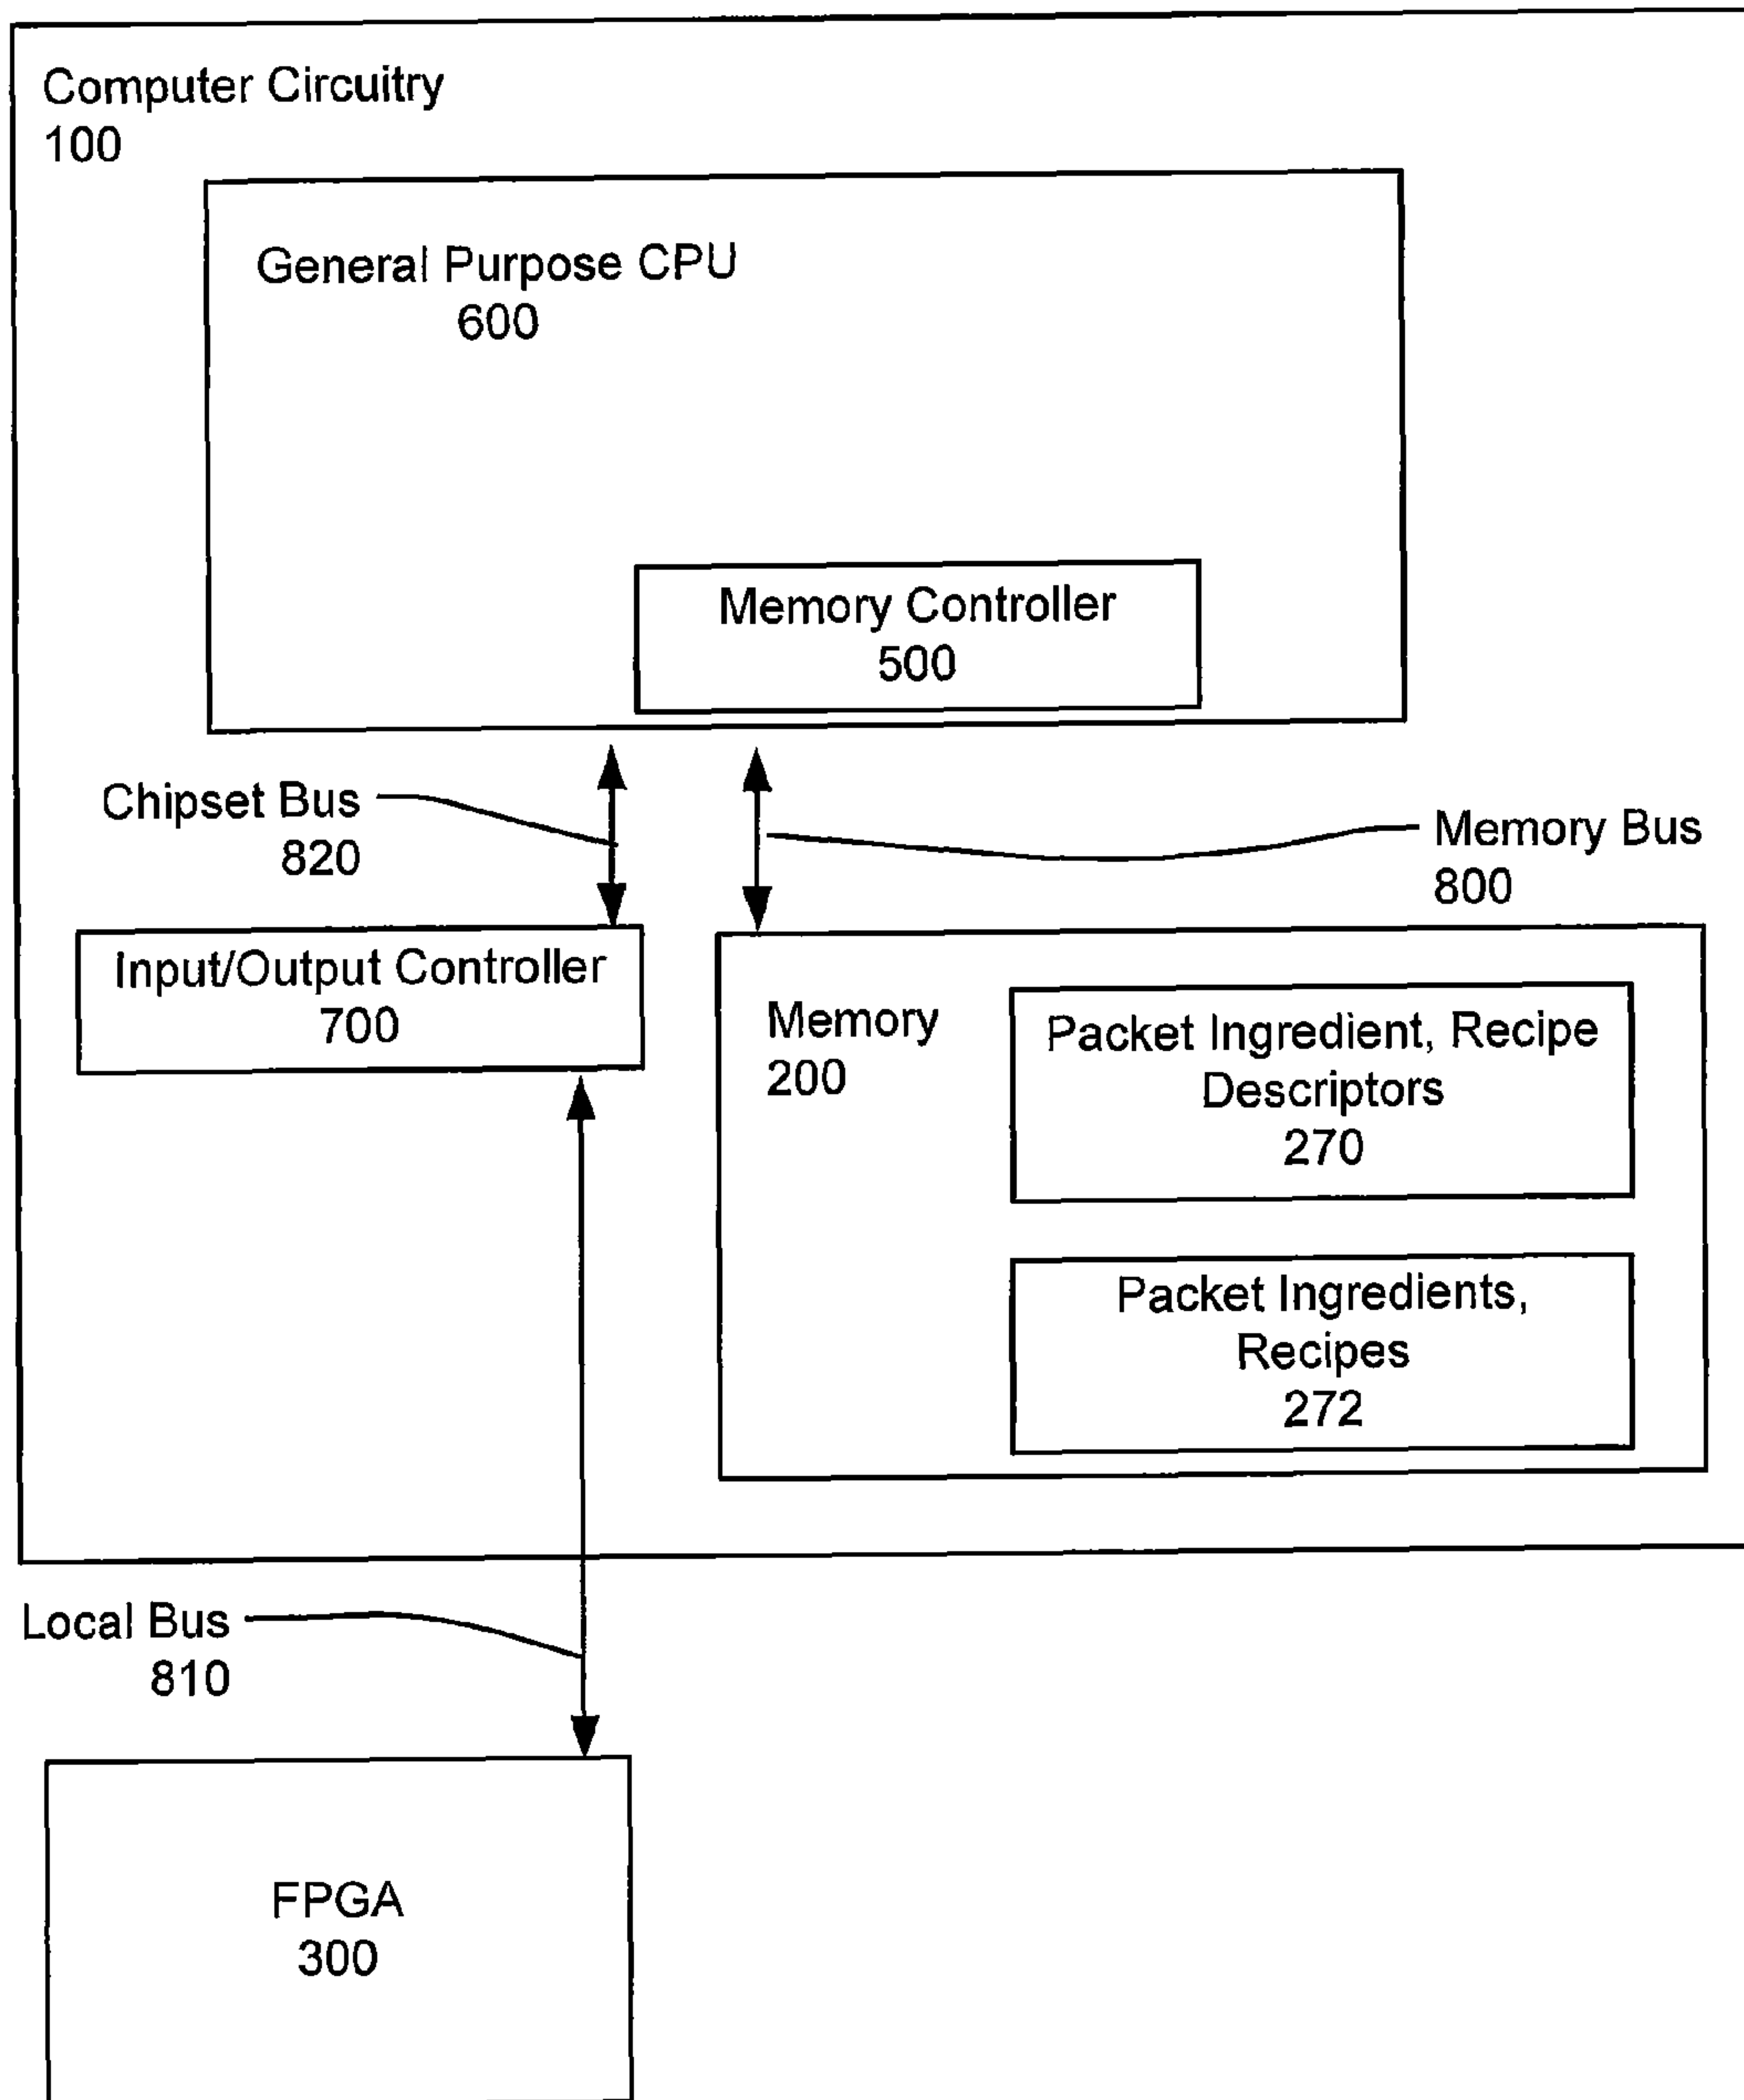 Computer Circuitry
100
General Purpose CPU
600
Memory Controller
500
Chipset Bus
820
Memory Bus
800
Input/Output Controller
700
Memory
200
Packet Ingredient, Recipe
Descriptors
270
Packet Ingredients,
Recipes
272
Local Bus
810
FPGA
300